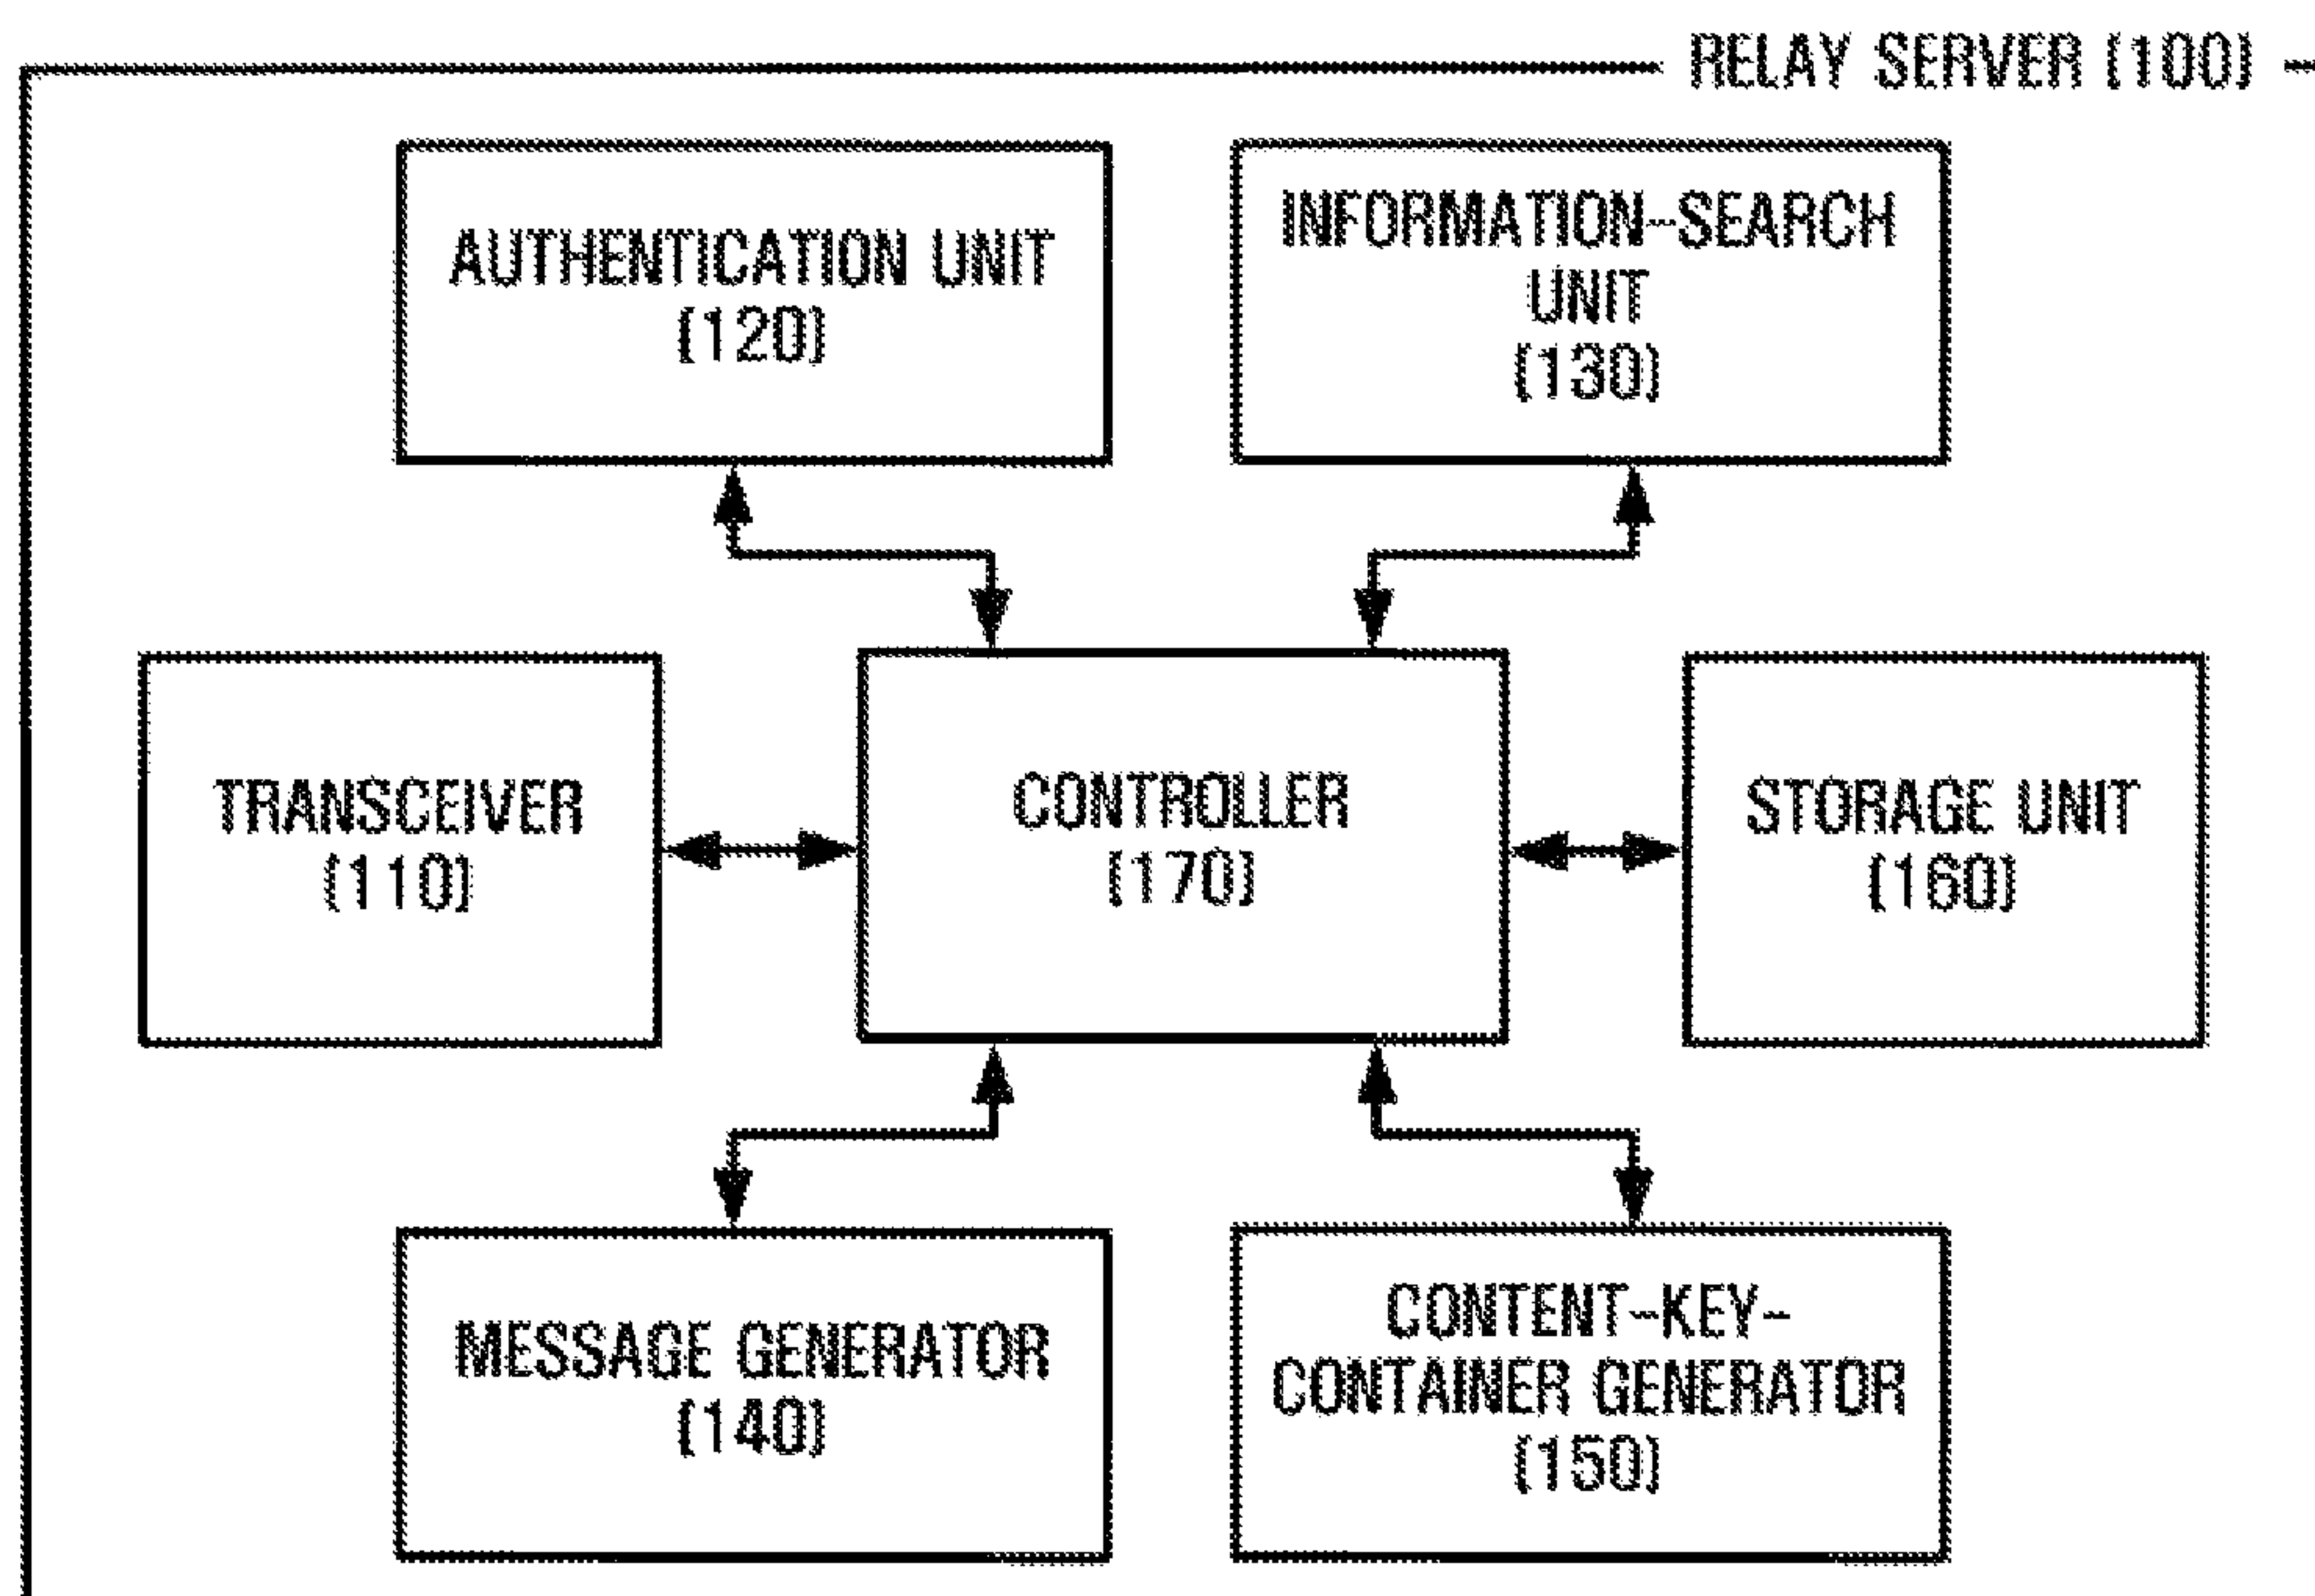 RELAY SERVER (100)
AUTHENTICATION UNIT
(120)
INFORMATION-SEARCH
UNIT
(130)
TRANSCEIVER
(110)
CONTROLLER
(170)
STORAGE UNIT
(160)
MESSAGE GENERATOR
(140)
CONTENT-KEY-
CONTAINER GENERATOR
(150)